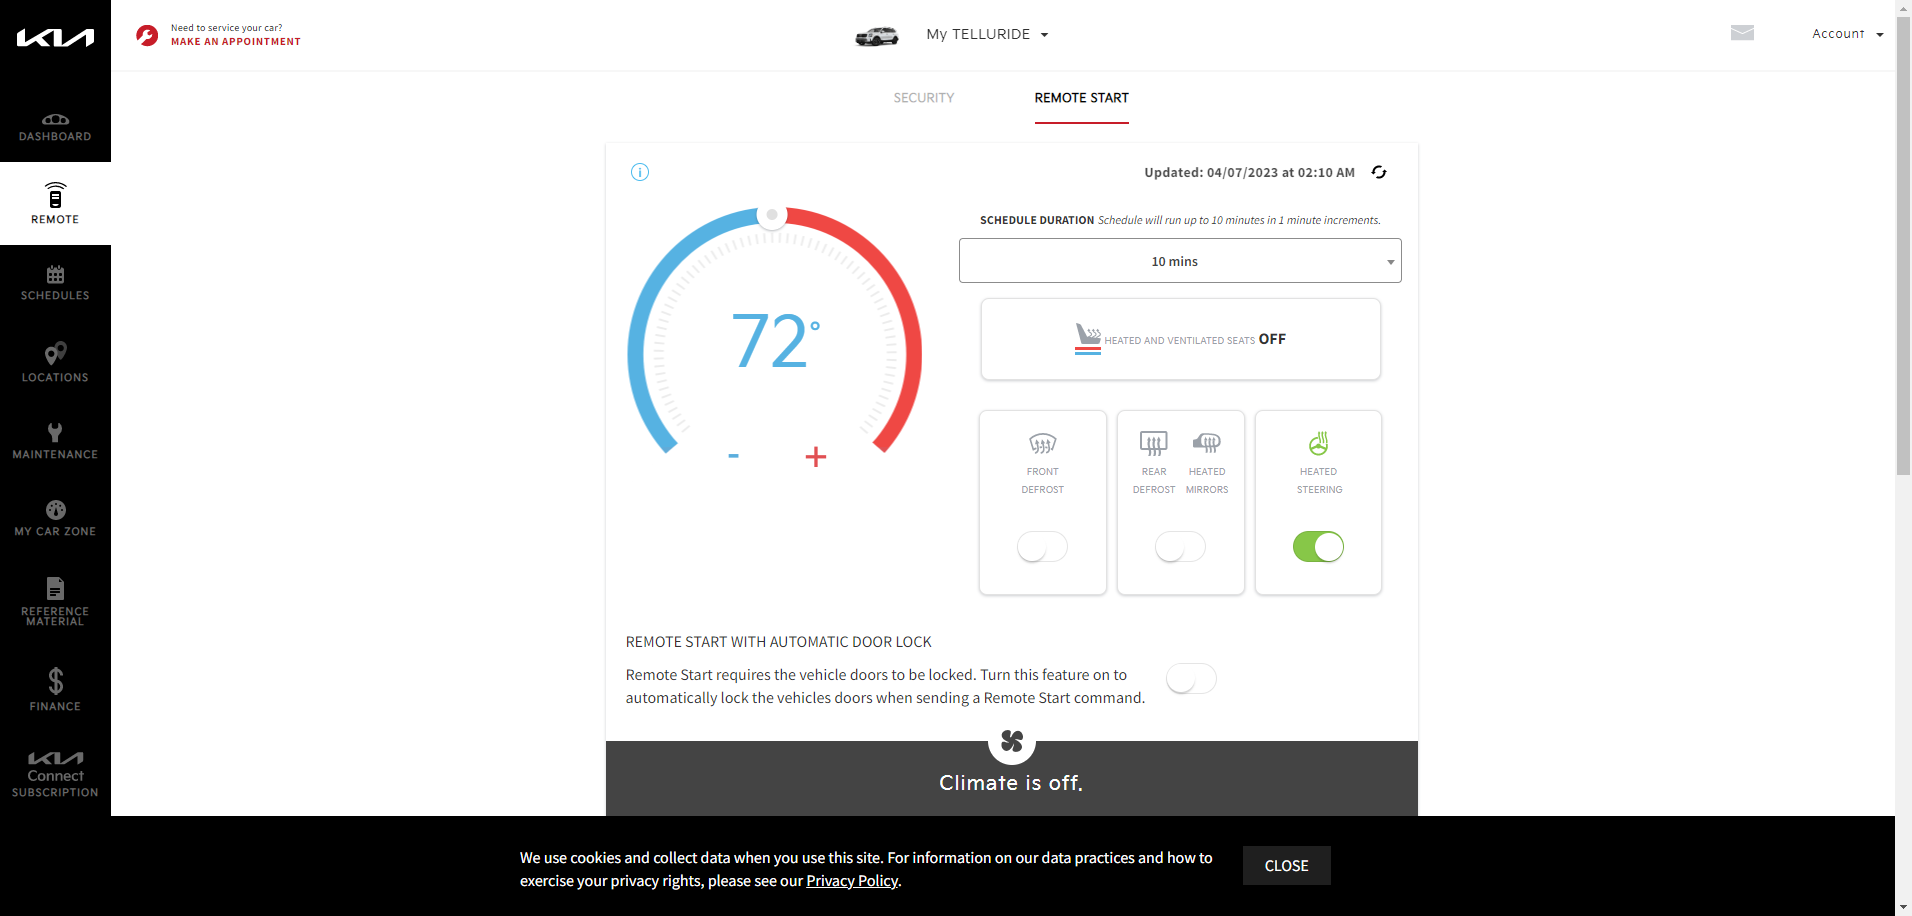 KIA
Need to service your car?
MAKE AN APPOINTMENT
My TELLURIDE
Account
DASHBOARD
REMOTE
SCHEDULES
LOCATIONS
MAINTENANCE
MY CAR ZONE
REFERENCE
MATERIAL
FINANCE
KIA
Connect
SUBSCRIPTION
SECURITY
REMOTE START
Updated: 04/07/2023 at 02:10 AM
72°
-
+
SCHEDULE DURATION Schedule will run up to 10 minutes in 1 minute increments.
10 mins
HEATED AND VENTILATED SEATS OFF
FRONT
DEFROST
REAR
DEFROST
HEATED
MIRRORS
HEATED
STEERING
REMOTE START WITH AUTOMATIC DOOR LOCK
Remote Start requires the vehicle doors to be locked. Turn this feature on to
automatically lock the vehicles doors when sending a Remote Start command.
Climate is off.
We use cookies and collect data when you use this site. For information on our data practices and how to
exercise your privacy rights, please see our Privacy Policy.
CLOSE